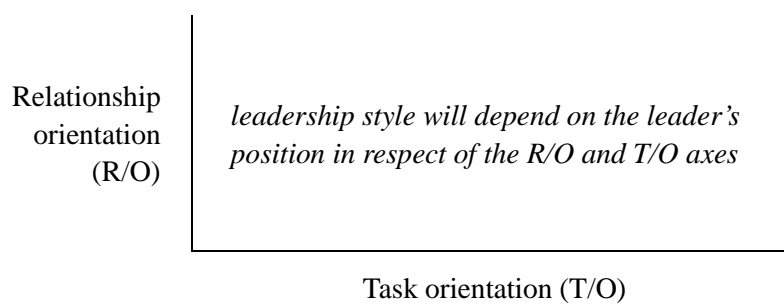 Relationship
orientation
(R/O)
leadership style will depend on the leader’s
position in respect of the R/O and T/O axes
Task orientation (T/O)